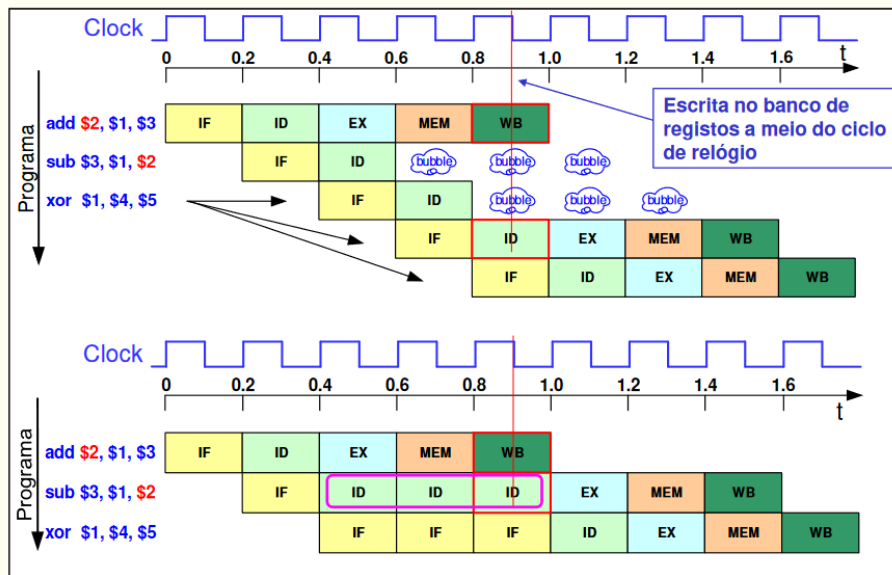 Clock
0 0.2 0.4 0.6 0.8 1.0 1.2 1.4 1.6 t
Programa
Escrita no banco de
registos a meio do ciclo
de relógio
add $2, $1, $3 IF ID EX MEM WB
sub $3, $1, $2 IF ID bubble bubble bubble
xor $1, $4, $5 IF ID bubble bubble bubble
IF ID EX MEM WB
IF ID EX MEM WB
Clock
0 0.2 0.4 0.6 0.8 1.0 1.2 1.4 1.6 t
Programa
add $2, $1, $3 IF ID EX MEM WB
sub $3, $1, $2 IF ID ID ID EX MEM WB
xor $1, $4, $5 IF IF IF ID EX MEM WB